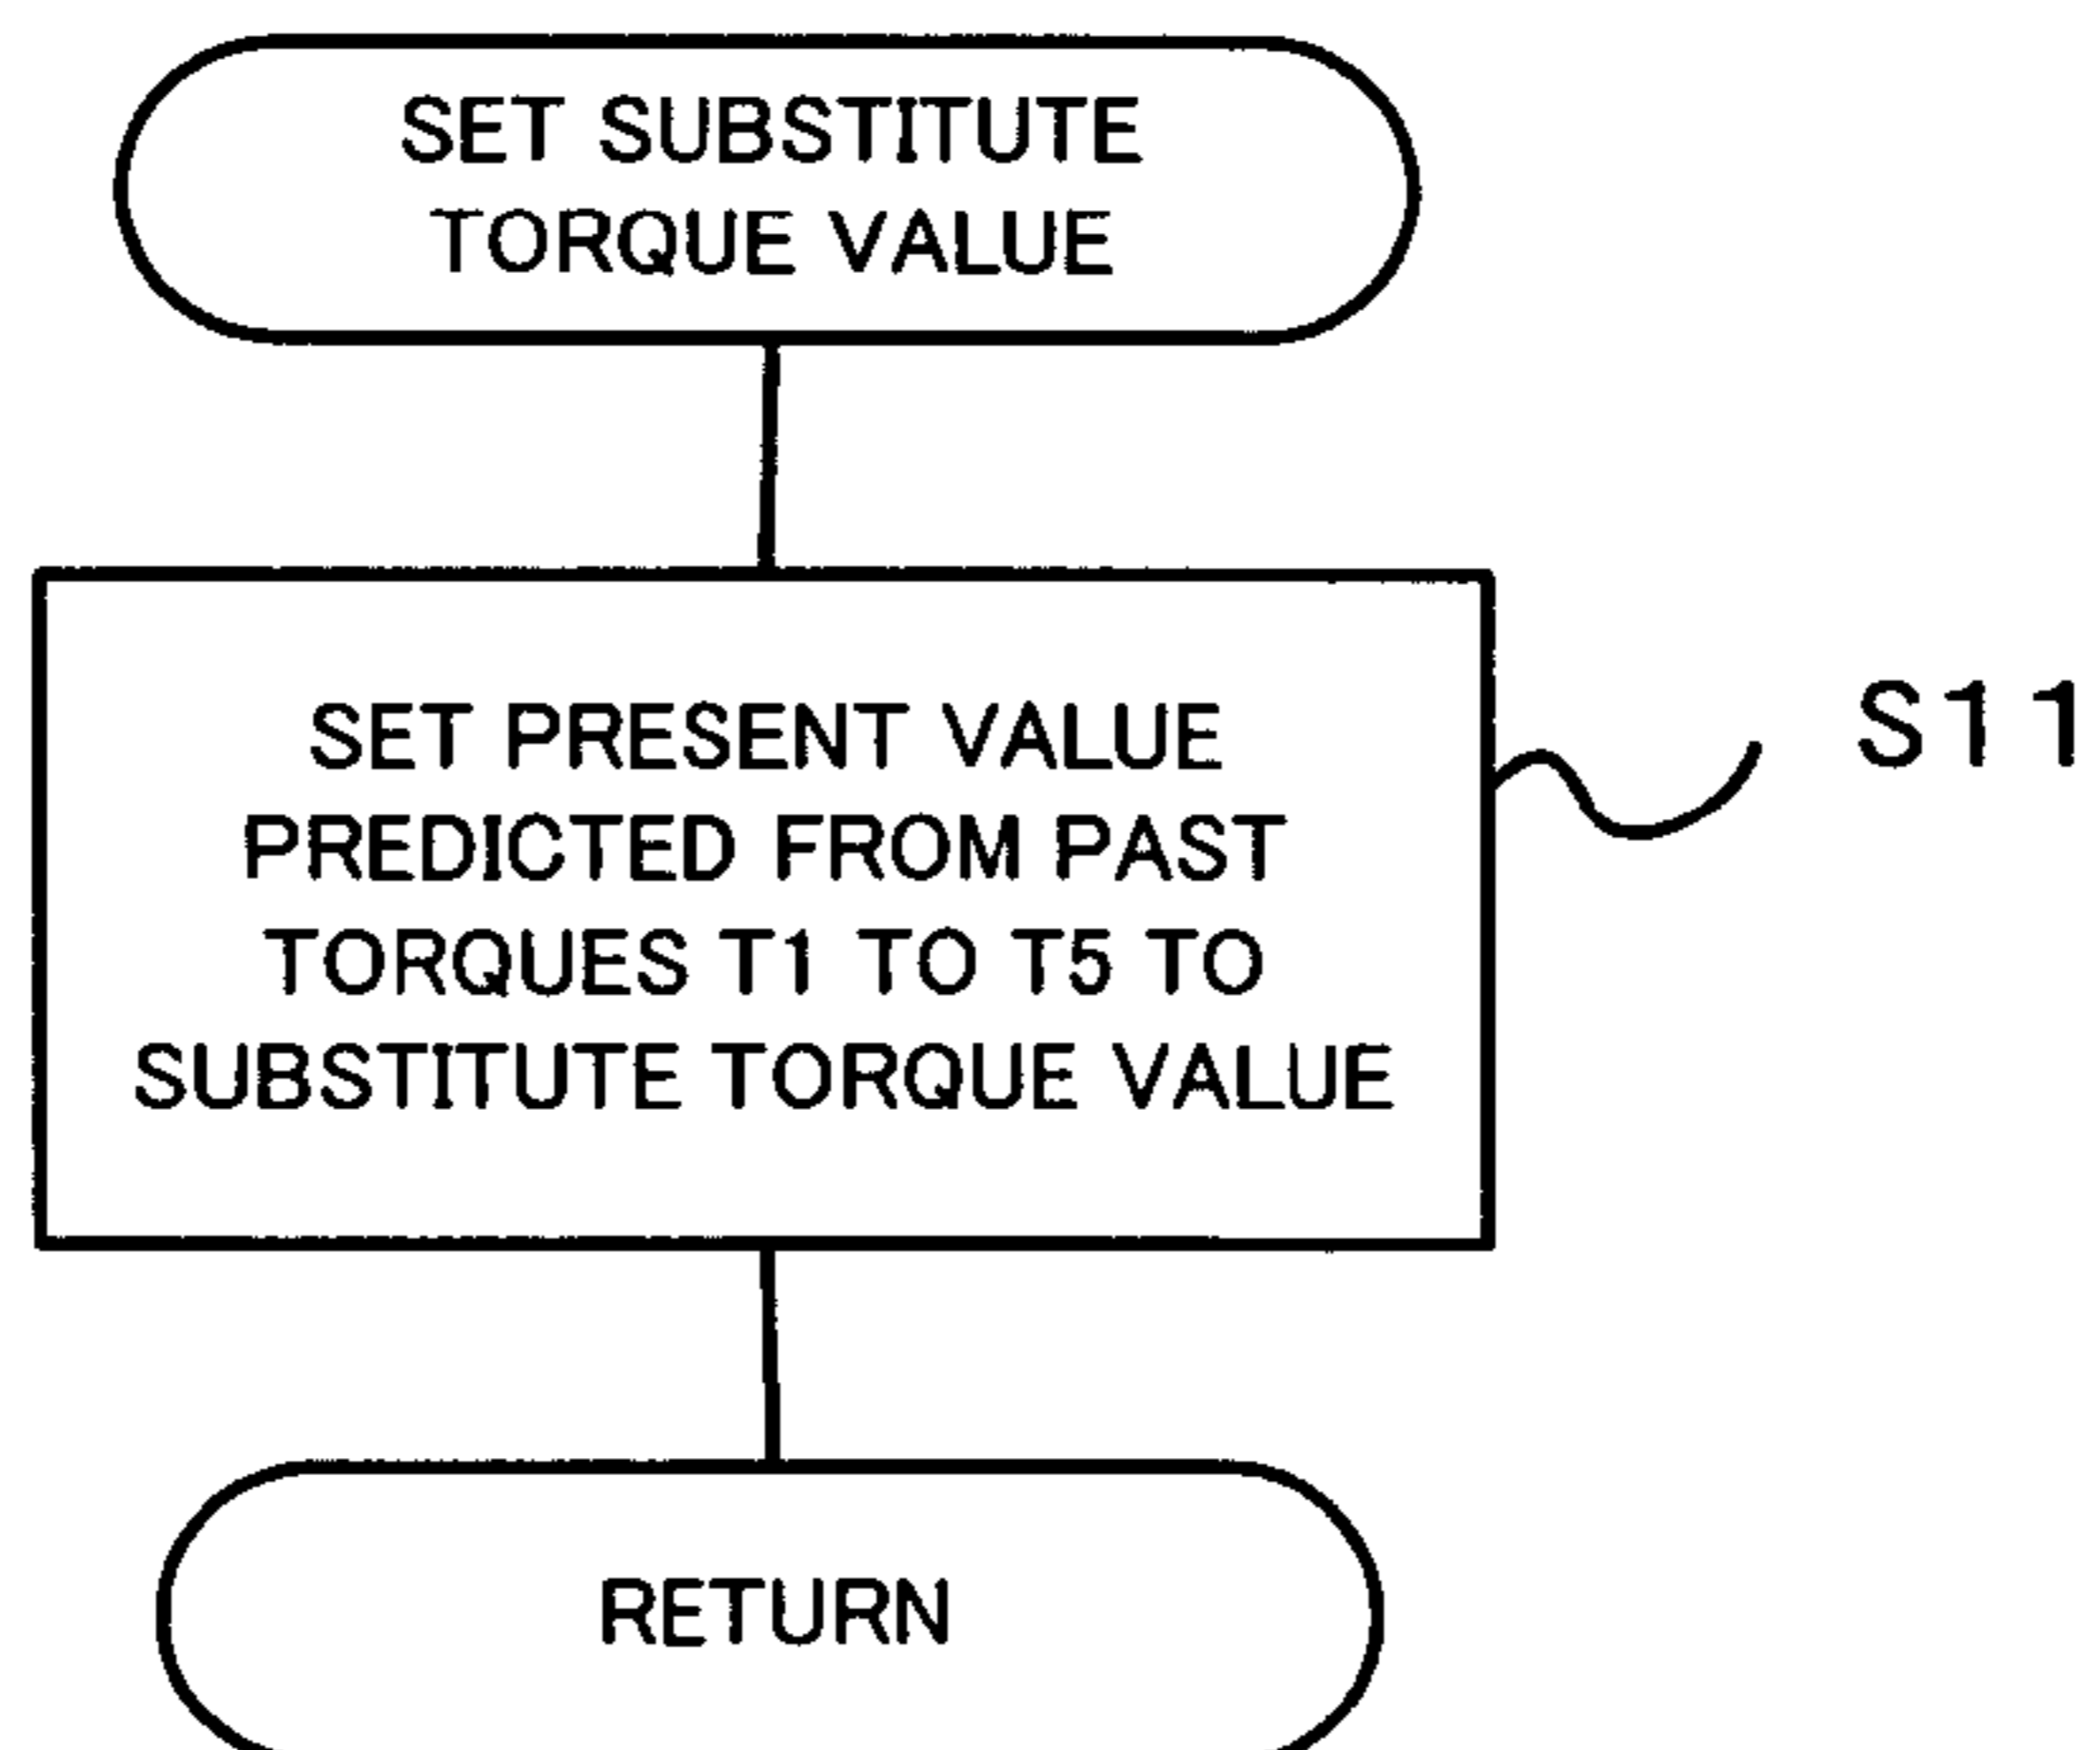 SET SUBSTITUTE
TORQUE VALUE
SET PRESENT VALUE
PREDICTED FROM PAST
TORQUES T1 TO T5 TO
SUBSTITUTE TORQUE VALUE
S11
RETURN